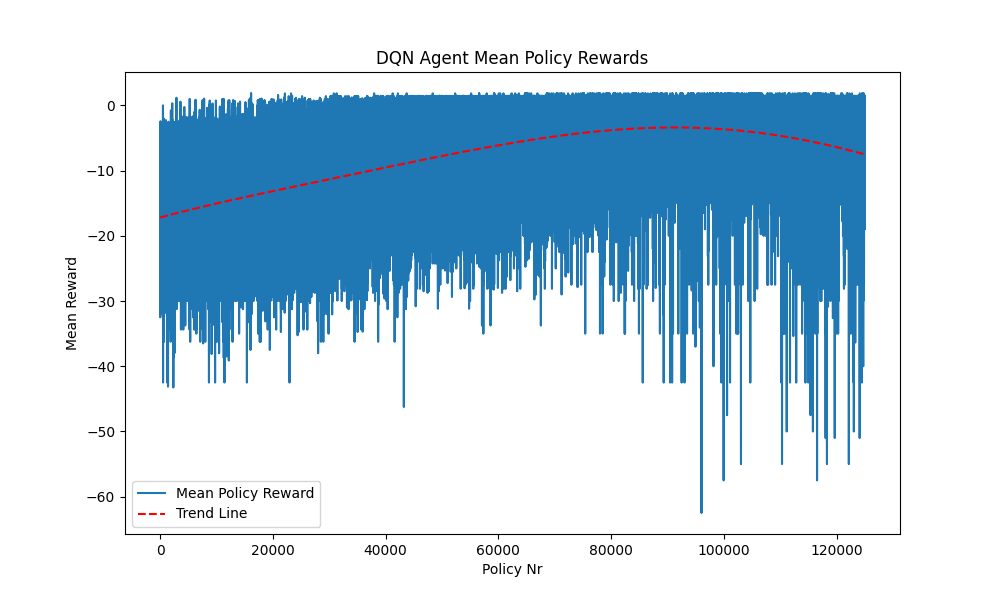 DQN Agent Mean Policy Rewards
Mean Reward
0
−10
−20
−30
−40
−50
−60
Mean Policy Reward
Trend Line
0
20000
40000
60000
80000
100000
120000
Policy Nr